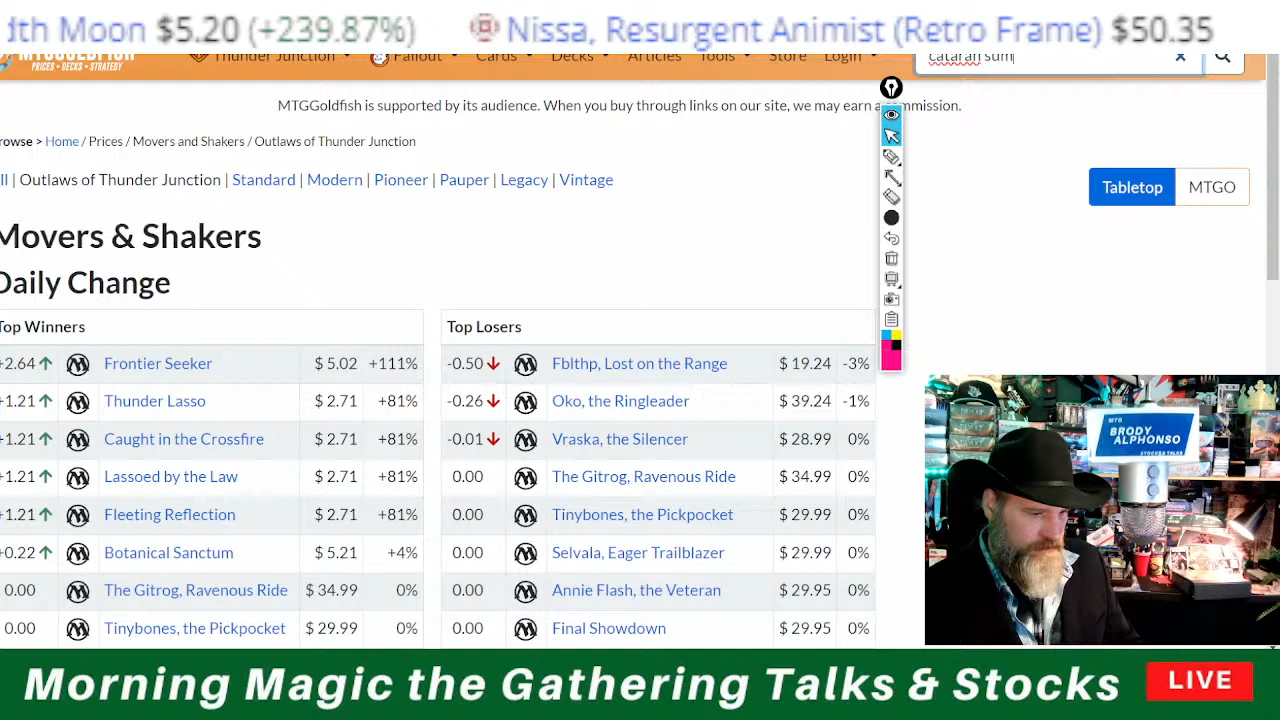 dth Moon $5.20 (+239.87%) Nissa, Resurgent Animist (Retro Frame) $50.35
MTGGOLDFISH
PRICES • DECKS • STRATEGY
Thunder Junction Fallout Cards Decks Articles Tools Store Login cataran sum
MTGGoldfish is supported by its audience. When you buy through links on our site, we may earn a commission.
rowse > Home / Prices / Movers and Shakers / Outlaws of Thunder Junction
ll | Outlaws of Thunder Junction | Standard | Modern | Pioneer | Pauper | Legacy | Vintage
Tabletop MTGO
Movers & Shakers
Daily Change
Top Winners
+2.64 Frontier Seeker $ 5.02 +111%
+1.21 Thunder Lasso $ 2.71 +81%
+1.21 Caught in the Crossfire $ 2.71 +81%
+1.21 Lassoed by the Law $ 2.71 +81%
+1.21 Fleeting Reflection $ 2.71 +81%
+0.22 Botanical Sanctum $ 5.21 +4%
0.00 The Gitrog, Ravenous Ride $ 34.99 0%
0.00 Tinybones, the Pickpocket $ 29.99 0%
Top Losers
-0.50 Fblthp, Lost on the Range $ 19.24 -3%
-0.26 Oko, the Ringleader $ 39.24 -1%
-0.01 Vraska, the Silencer $ 28.99 0%
0.00 The Gitrog, Ravenous Ride $ 34.99 0%
0.00 Tinybones, the Pickpocket $ 29.99 0%
0.00 Selvala, Eager Trailblazer $ 29.99 0%
0.00 Annie Flash, the Veteran $ 29.95 0%
0.00 Final Showdown $ 29.95 0%
MTG
BRODY
ALPHONSO
STOCKS & TALKS
Morning Magic the Gathering Talks & Stocks LIVE